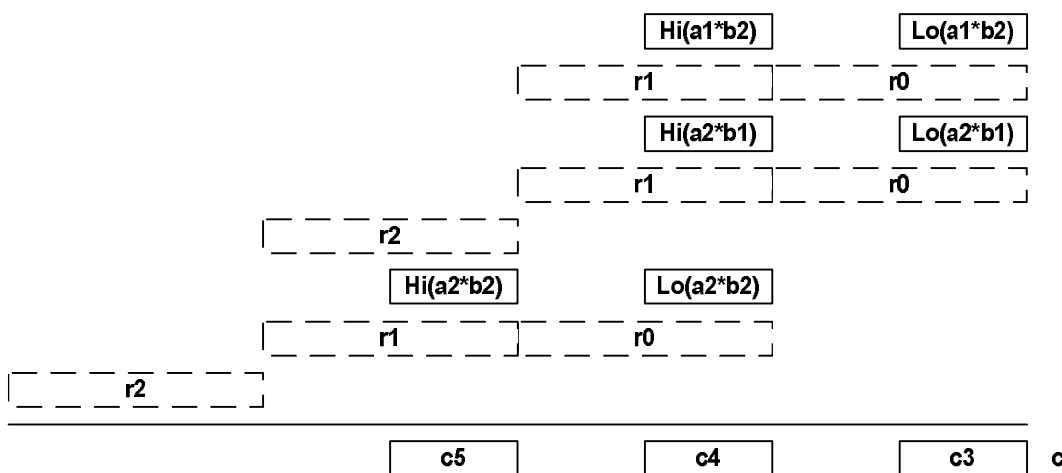 Hi(a1*b2) Lo(a1*b2)
r1 r0
Hi(a2*b1) Lo(a2*b1)
r1 r0
r2
Hi(a2*b2) Lo(a2*b2)
r1 r0
r2
c5 c4 c3 c